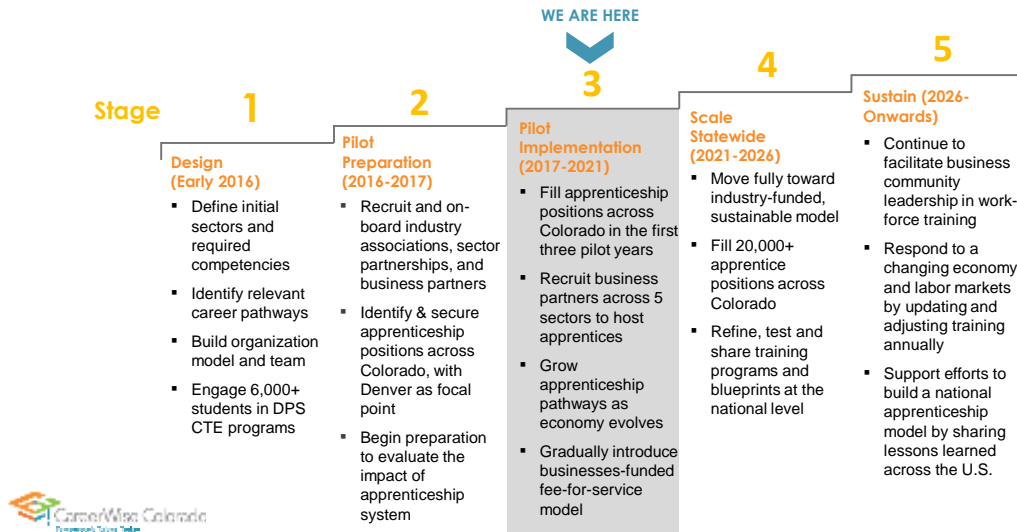 WE ARE HERE
Stage
1
Design
(Early 2016)
▪ Define initial
sectors and
required
competencies
▪ Identify relevant
career pathways
▪ Build organization
model and team
▪ Engage 6,000+
students in DPS
CTE programs
2
Pilot
Preparation
(2016-2017)
▪ Recruit and on-
board industry
associations, sector
partnerships, and
business partners
▪ Identify & secure
apprenticeship
positions across
Colorado, with
Denver as focal
point
▪ Begin preparation
to evaluate the
impact of
apprenticeship
system
3
Pilot
Implementation
(2017-2021)
▪ Fill apprenticeship
positions across
Colorado in the first
three pilot years
▪ Recruit business
partners across 5
sectors to host
apprentices
▪ Grow
apprenticeship
pathways as
economy evolves
▪ Gradually introduce
businesses-funded
fee-for-service
model
4
Scale
Statewide
(2021-2026)
▪ Move fully toward
industry-funded,
sustainable model
▪ Fill 20,000+
apprentice
positions across
Colorado
▪ Refine, test and
share training
programs and
blueprints at the
national level
5
Sustain (2026-
Onwards)
▪ Continue to
facilitate business
community
leadership in work-
force training
▪ Respond to a
changing economy
and labor markets
by updating and
adjusting training
annually
▪ Support efforts to
build a national
apprenticeship
model by sharing
lessons learned
across the U.S.
CareerWise Colorado